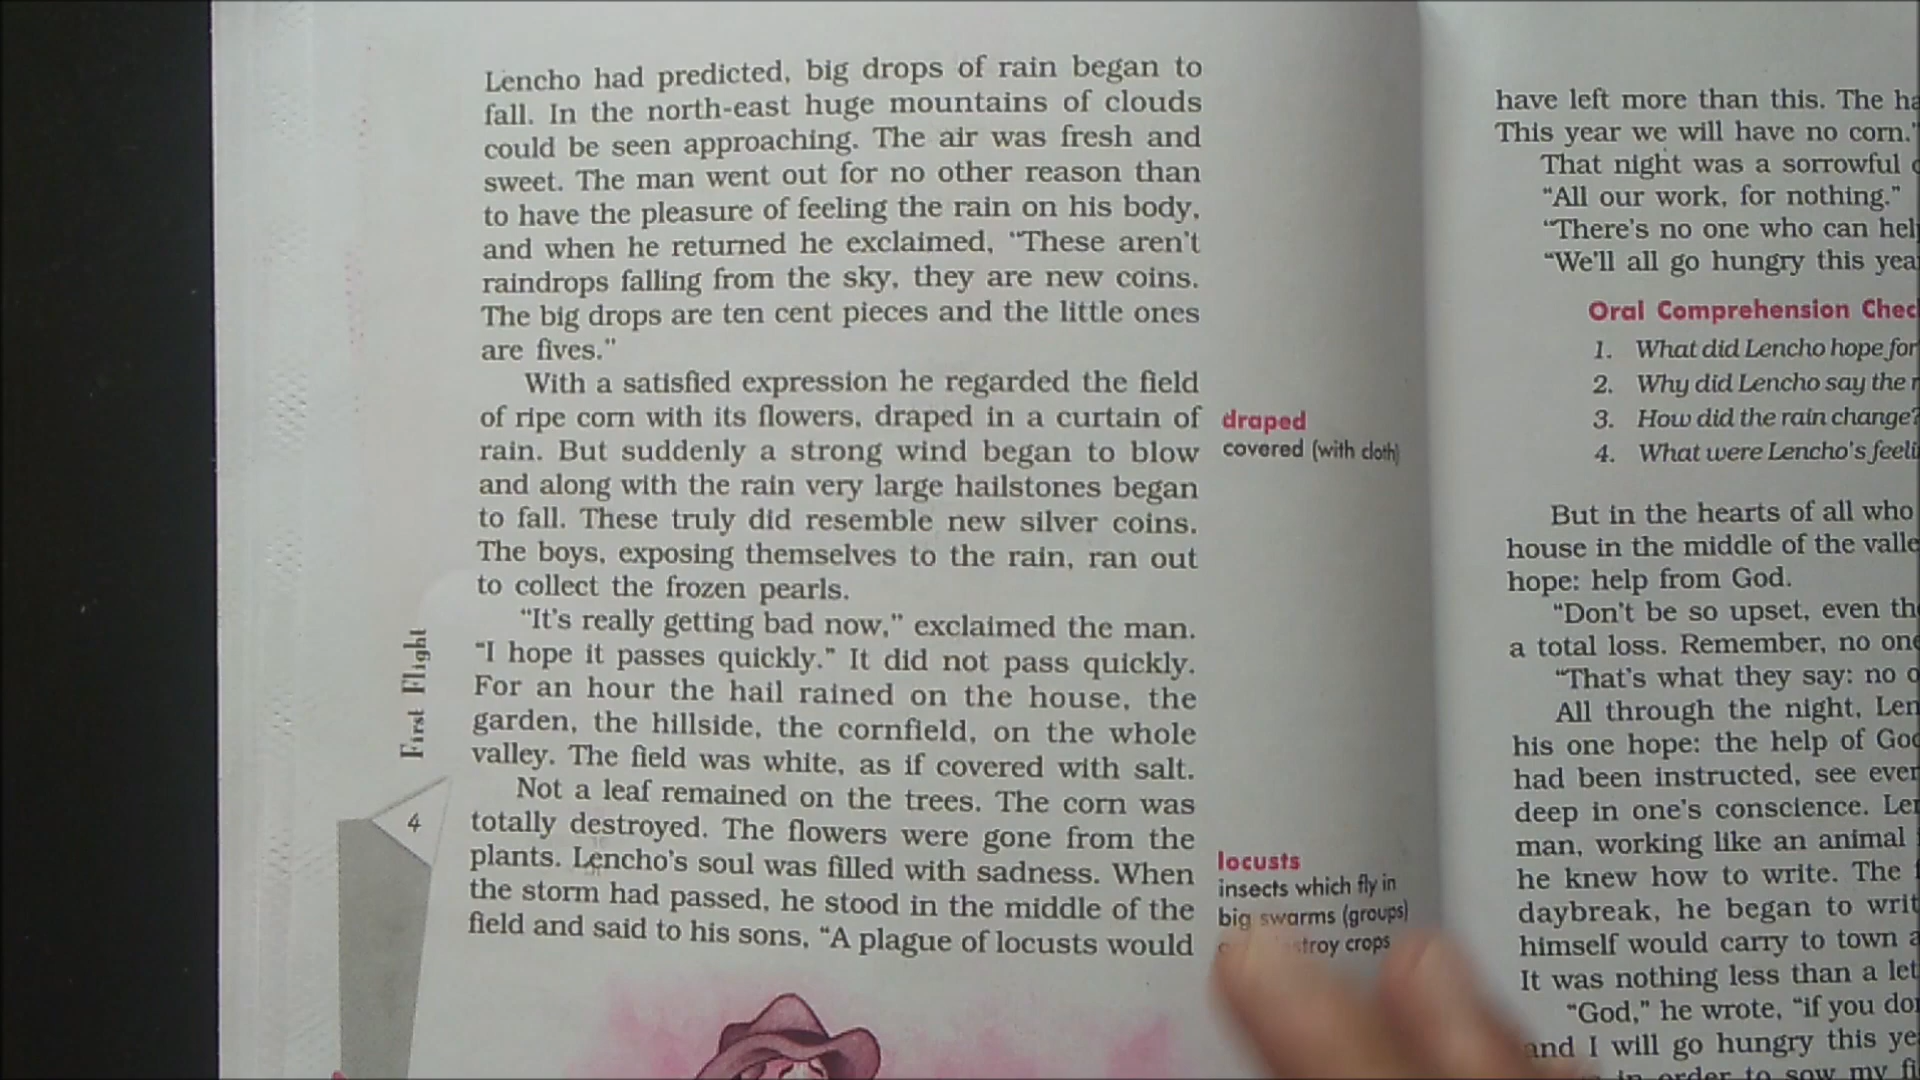 Lencho had predicted, big drops of rain began to
fall. In the north-east huge mountains of clouds
could be seen approaching. The air was fresh and
sweet. The man went out for no other reason than
to have the pleasure of feeling the rain on his body,
and when he returned he exclaimed, “These aren’t
raindrops falling from the sky, they are new coins.
The big drops are ten cent pieces and the little ones
are fives.”
With a satisfied expression he regarded the field
of ripe corn with its flowers, draped in a curtain of
rain. But suddenly a strong wind began to blow
and along with the rain very large hailstones began
to fall. These truly did resemble new silver coins.
The boys, exposing themselves to the rain, ran out
to collect the frozen pearls.
“It’s really getting bad now,” exclaimed the man.
“I hope it passes quickly.” It did not pass quickly.
For an hour the hail rained on the house, the
garden, the hillside, the cornfield, on the whole
valley. The field was white, as if covered with salt.
Not a leaf remained on the trees. The corn was
totally destroyed. The flowers were gone from the
plants. Lencho’s soul was filled with sadness. When
the storm had passed, he stood in the middle of the
field and said to his sons, “A plague of locusts would
draped
covered (with cloth)
locusts
insects which fly in
big swarms (groups)
crops
First Flight
4
have left more than this. The
This year we will have no corn.”
That night was a sorrowful
“All our work, for nothing.”
“There’s no one who can
“We’ll all go hungry this
Oral Comprehension
1. What did Lencho hope for
2. Why did Lencho say the
3. How did the rain change?
4. What were Lencho’s
But in the hearts of all who
house in the middle of the
hope: help from God.
“Don’t be so upset, even
a total loss. Remember, no
“That’s what they say: no
All through the night,
his one hope: the help of
had been instructed, see
deep in one’s conscience.
man, working like an animal
he knew how to write. The
daybreak, he began to
himself would carry to town
It was nothing less than a
“God,” he wrote, “if you
and I will go hungry this
in order to sow my